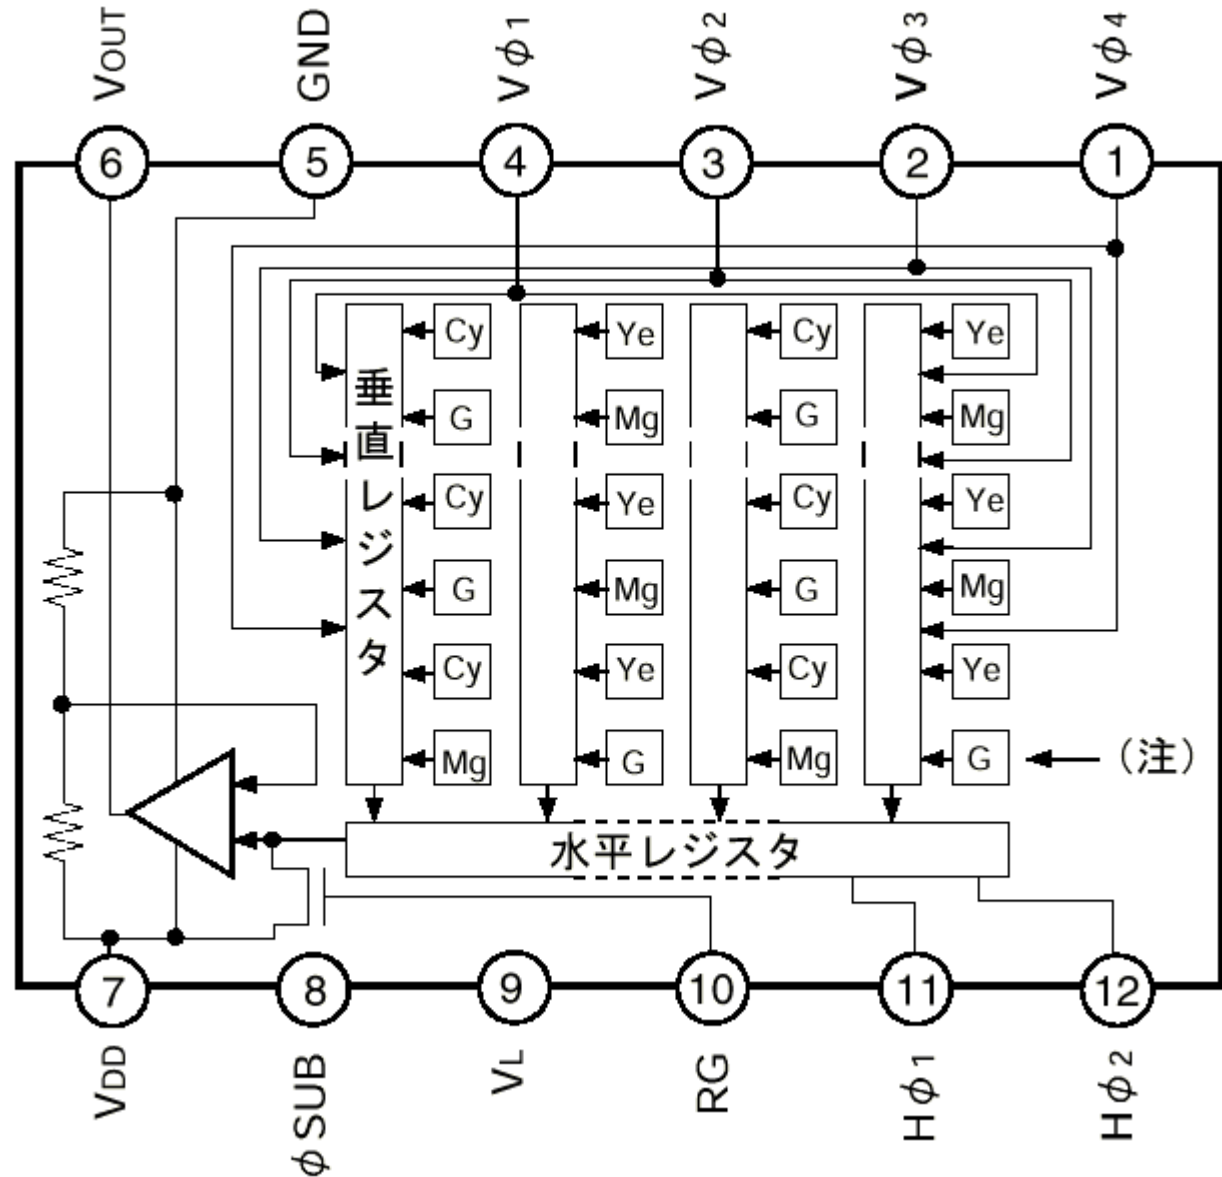 VOUT GND Vφ1 Vφ2 Vφ3 Vφ4
6 5 4 3 2 1
Cy Ye Cy Ye
G Mg G Mg
Cy Ye Cy Ye
G Mg G Mg
Cy Ye Cy Ye
Mg G Mg G (注)
垂直レジスタ
水平レジスタ
7 8 9 10 11 12
VDD φSUB VL RG Hφ1 Hφ2